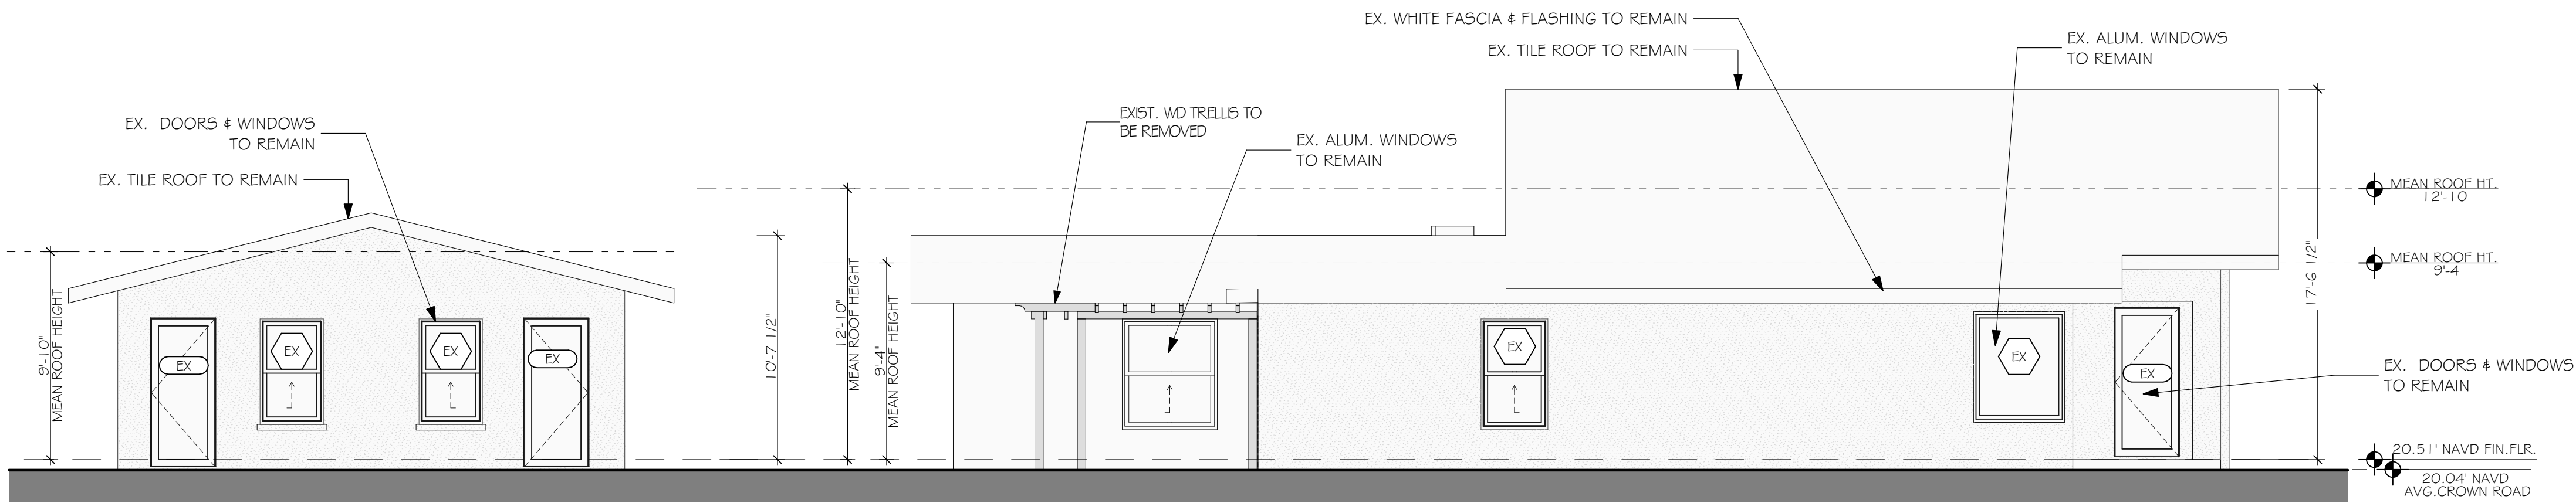 EX. WHITE FASCIA & FLASHING TO REMAIN
EX. TILE ROOF TO REMAIN
EX. ALUM. WINDOWS
TO REMAIN
EX. DOORS & WINDOWS
TO REMAIN
EX. TILE ROOF TO REMAIN
EXIST. WD TRELLIS TO
BE REMOVED
EX. ALUM. WINDOWS
TO REMAIN
MEAN ROOF HT.
12'-10
MEAN ROOF HT.
9'-4
9'-10"
MEAN ROOF HEIGHT
EX
EX
EX
EX
10'-7 1/2"
12'-10"
MEAN ROOF HEIGHT
9'-4"
MEAN ROOF HEIGHT
EX
EX
EX
17'-6 1/2"
EX. DOORS & WINDOWS
TO REMAIN
20.51' NAVD FIN.FLR.
20.04' NAVD
AVG.CROWN ROAD